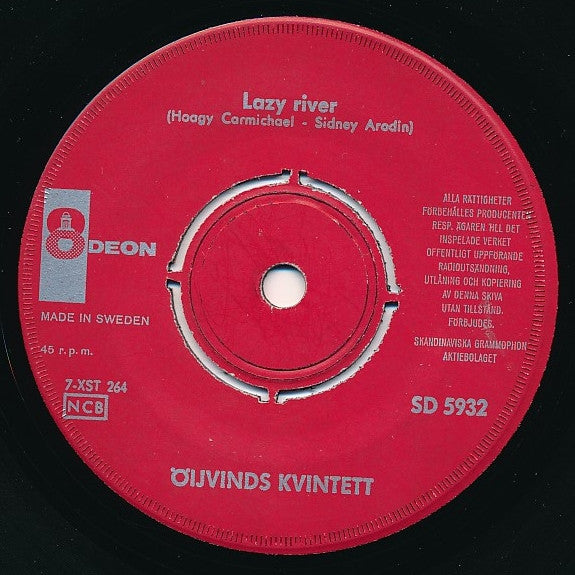 Lazy river
(Hoagy Carmichael - Sidney Arodin)
ODEON
MADE IN SWEDEN
45 r.p.m.
7-XST 264
NCB
ALLA RÄTTIGHETER
FÖRBEHÅLLES PRODUCENTEN
RESP. ÄGAREN TILL DET
INSPELADE VERKET
OFFENTLIGT UPPFÖRANDE
RADIOUTSÄNDNING,
UTLÅNING OCH KOPIERING
AV DENNA SKIVA
UTAN TILLSTÅND.
FÖRBJUDES.
SKANDINAVISKA GRAMMOPHON
AKTIEBOLAGET
SD 5932
ÖIJVINDS KVINTETT